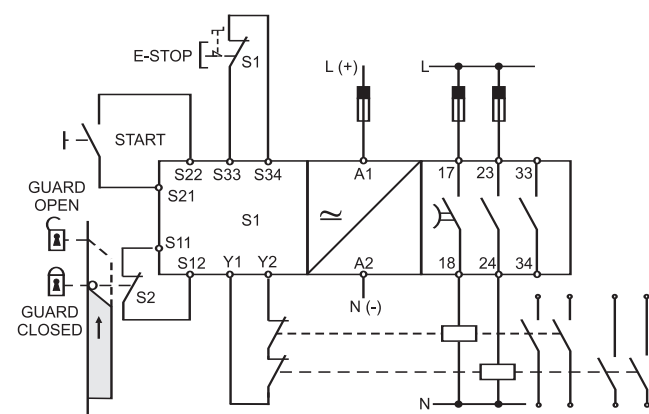 E-STOP
S1
L (+)
L
START
S22 S33 S34
A1
17 23 33
S21
GUARD
OPEN
S1
≃
S11
S12 Y1 Y2
A2
18 24 34
S2
GUARD
CLOSED
N (-)
N